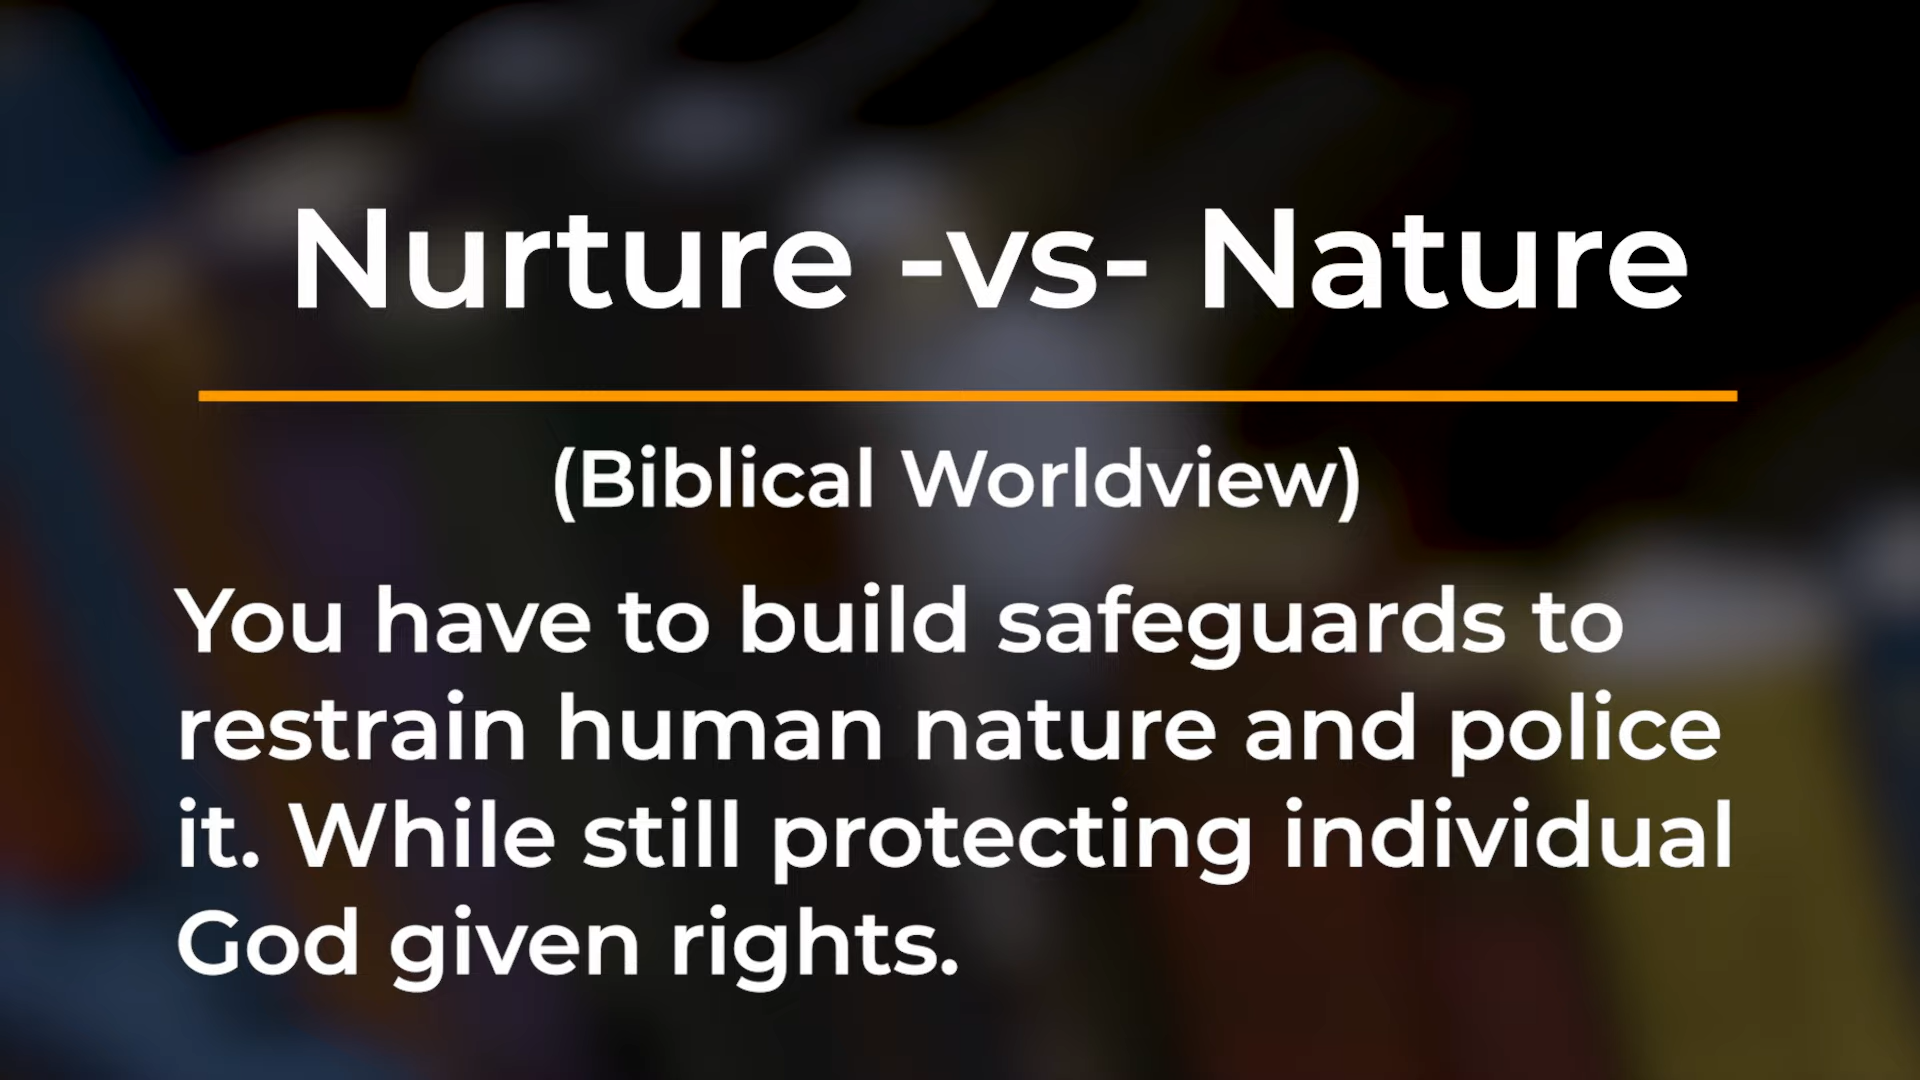 Nurture -vs- Nature
(Biblical Worldview)
You have to build safeguards to
restrain human nature and police
it. While still protecting individual
God given rights.